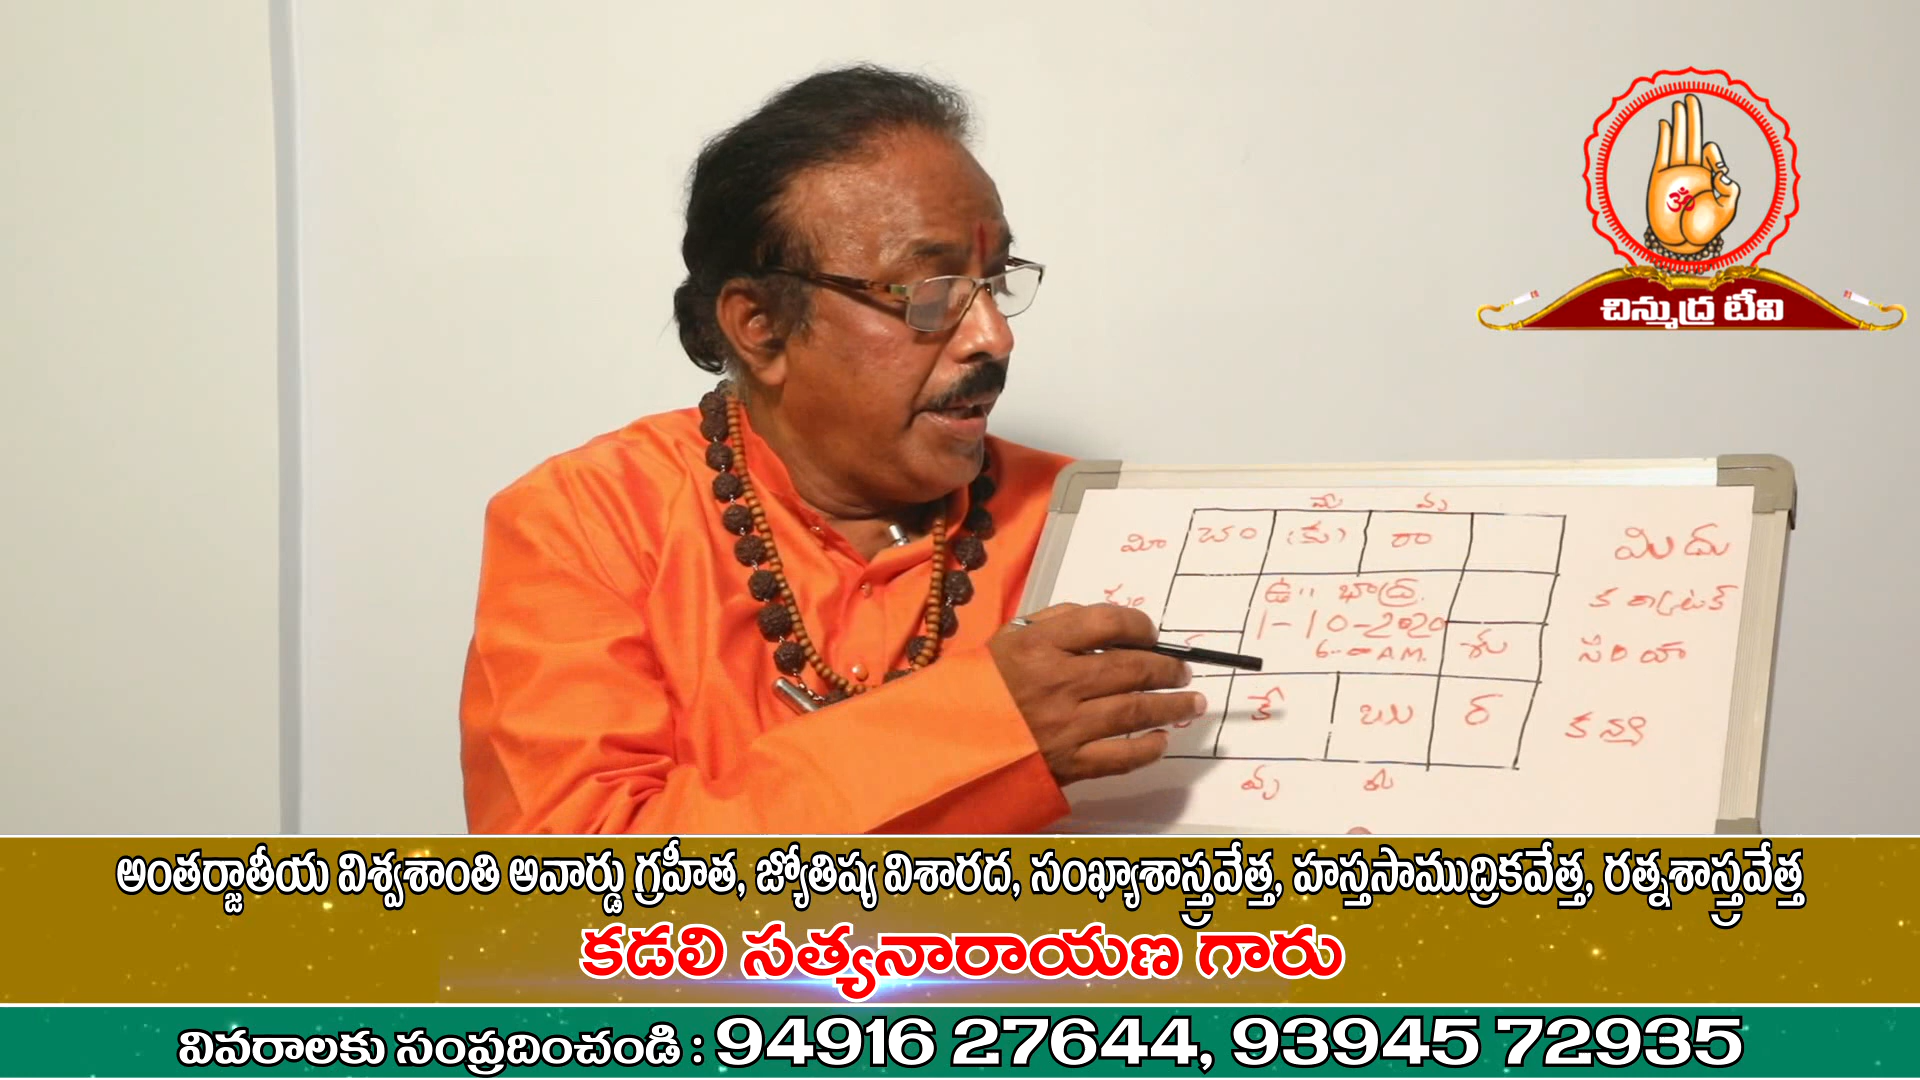 చిన్ముద్ర టీవి
మే వృ
మీ చం (కు) రా మిదు
ఉ॥ భాద్ర. కర్కాటక
1-10-2020
6-00 A.M. శు
కే బు ర కన్యా
వృ తు
అంతర్జాతీయ విశ్వశాంతి అవార్డు గ్రహీత, జ్యోతిష్య విశారద, సంఖ్యాశాస్త్రవేత్త, హస్తసాముద్రికవేత్త, రత్నశాస్త్రవేత్త
కడలి సత్యనారాయణ గారు
వివరాలకు సంప్రదించండి : 94916 27644, 93945 72935